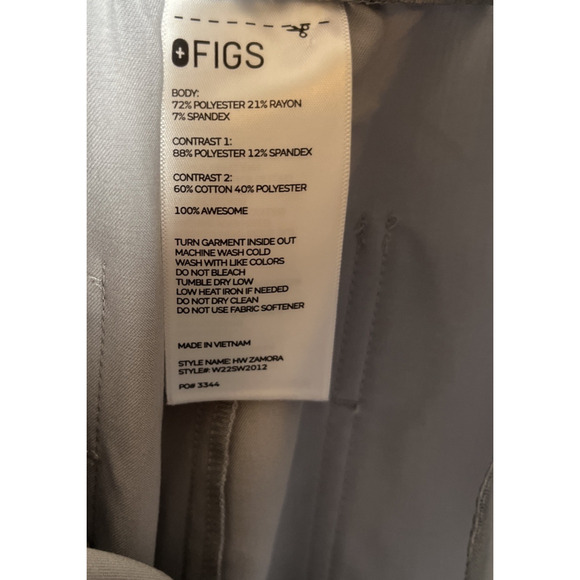 FIGS
BODY:
72% POLYESTER 21% RAYON
7% SPANDEX
CONTRAST 1:
88% POLYESTER 12% SPANDEX
CONTRAST 2:
60% COTTON 40% POLYESTER
100% AWESOME
TURN GARMENT INSIDE OUT
MACHINE WASH COLD
WASH WITH LIKE COLORS
DO NOT BLEACH
TUMBLE DRY LOW
LOW HEAT IRON IF NEEDED
DO NOT DRY CLEAN
DO NOT USE FABRIC SOFTENER
MADE IN VIETNAM
STYLE NAME: HW ZAMORA
STYLE#: W22SW2012
PO# 3344